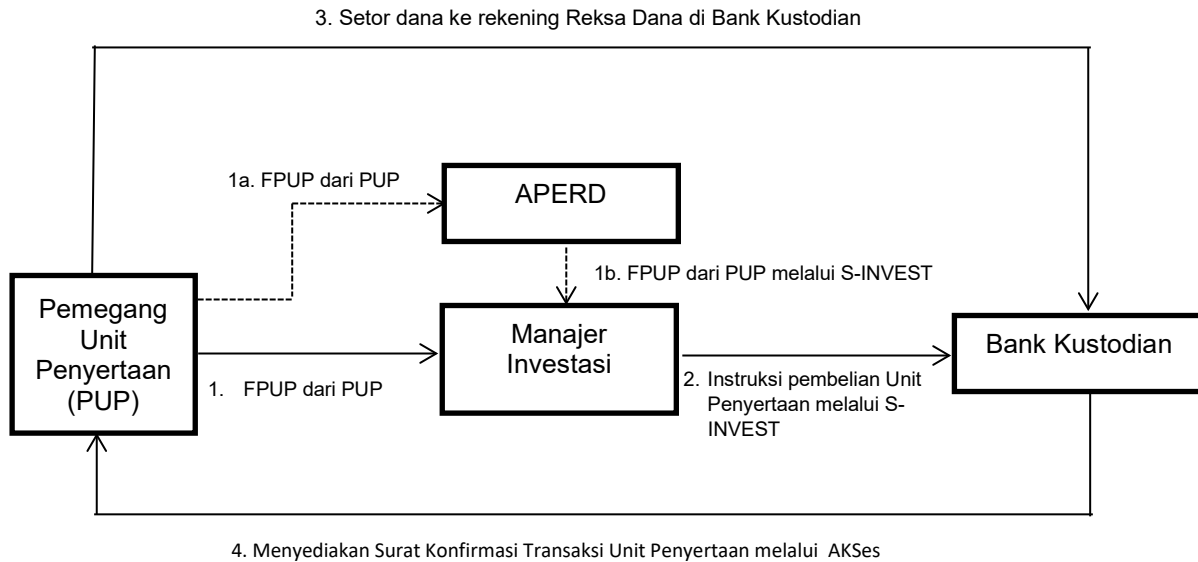 3. Setor dana ke rekening Reksa Dana di Bank Kustodian
1a. FPUP dari PUP
APERD
1b. FPUP dari PUP melalui S-INVEST
Pemegang
Unit
Penyertaan
(PUP)
Manajer
Investasi
Bank Kustodian
1. FPUP dari PUP
2. Instruksi pembelian Unit
Penyertaan melalui S-
INVEST
4. Menyediakan Surat Konfirmasi Transaksi Unit Penyertaan melalui AKSes